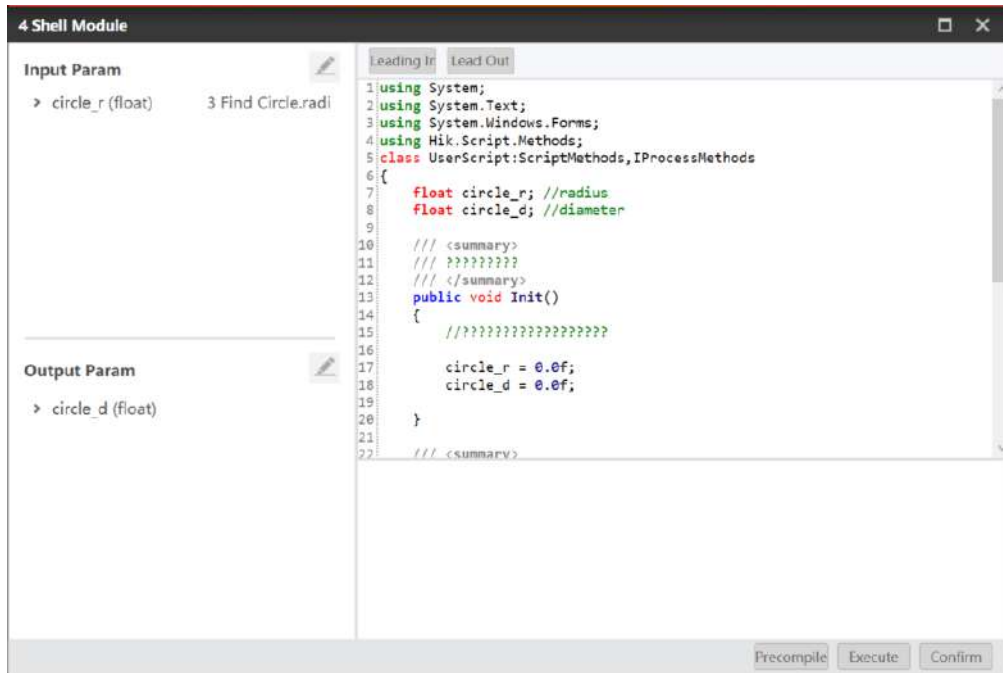 4 Shell Module
Input Param
> circle_r (float) 3 Find Circle.radi
Output Param
> circle_d (float)
Leading Ir Lead Out
1 using System;
2 using System.Text;
3 using System.Windows.Forms;
4 using Hik.Script.Methods;
5 class UserScript:ScriptMethods,IProcessMethods
6 {
7 float circle_r; //radius
8 float circle_d; //diameter
9
10 /// <summary>
11 /// ?????????
12 /// </summary>
13 public void Init()
14 {
15 //??????????????????
16
17 circle_r = 0.0f;
18 circle_d = 0.0f;
19
20 }
21
22 /// <summary>
Precompile Execute Confirm